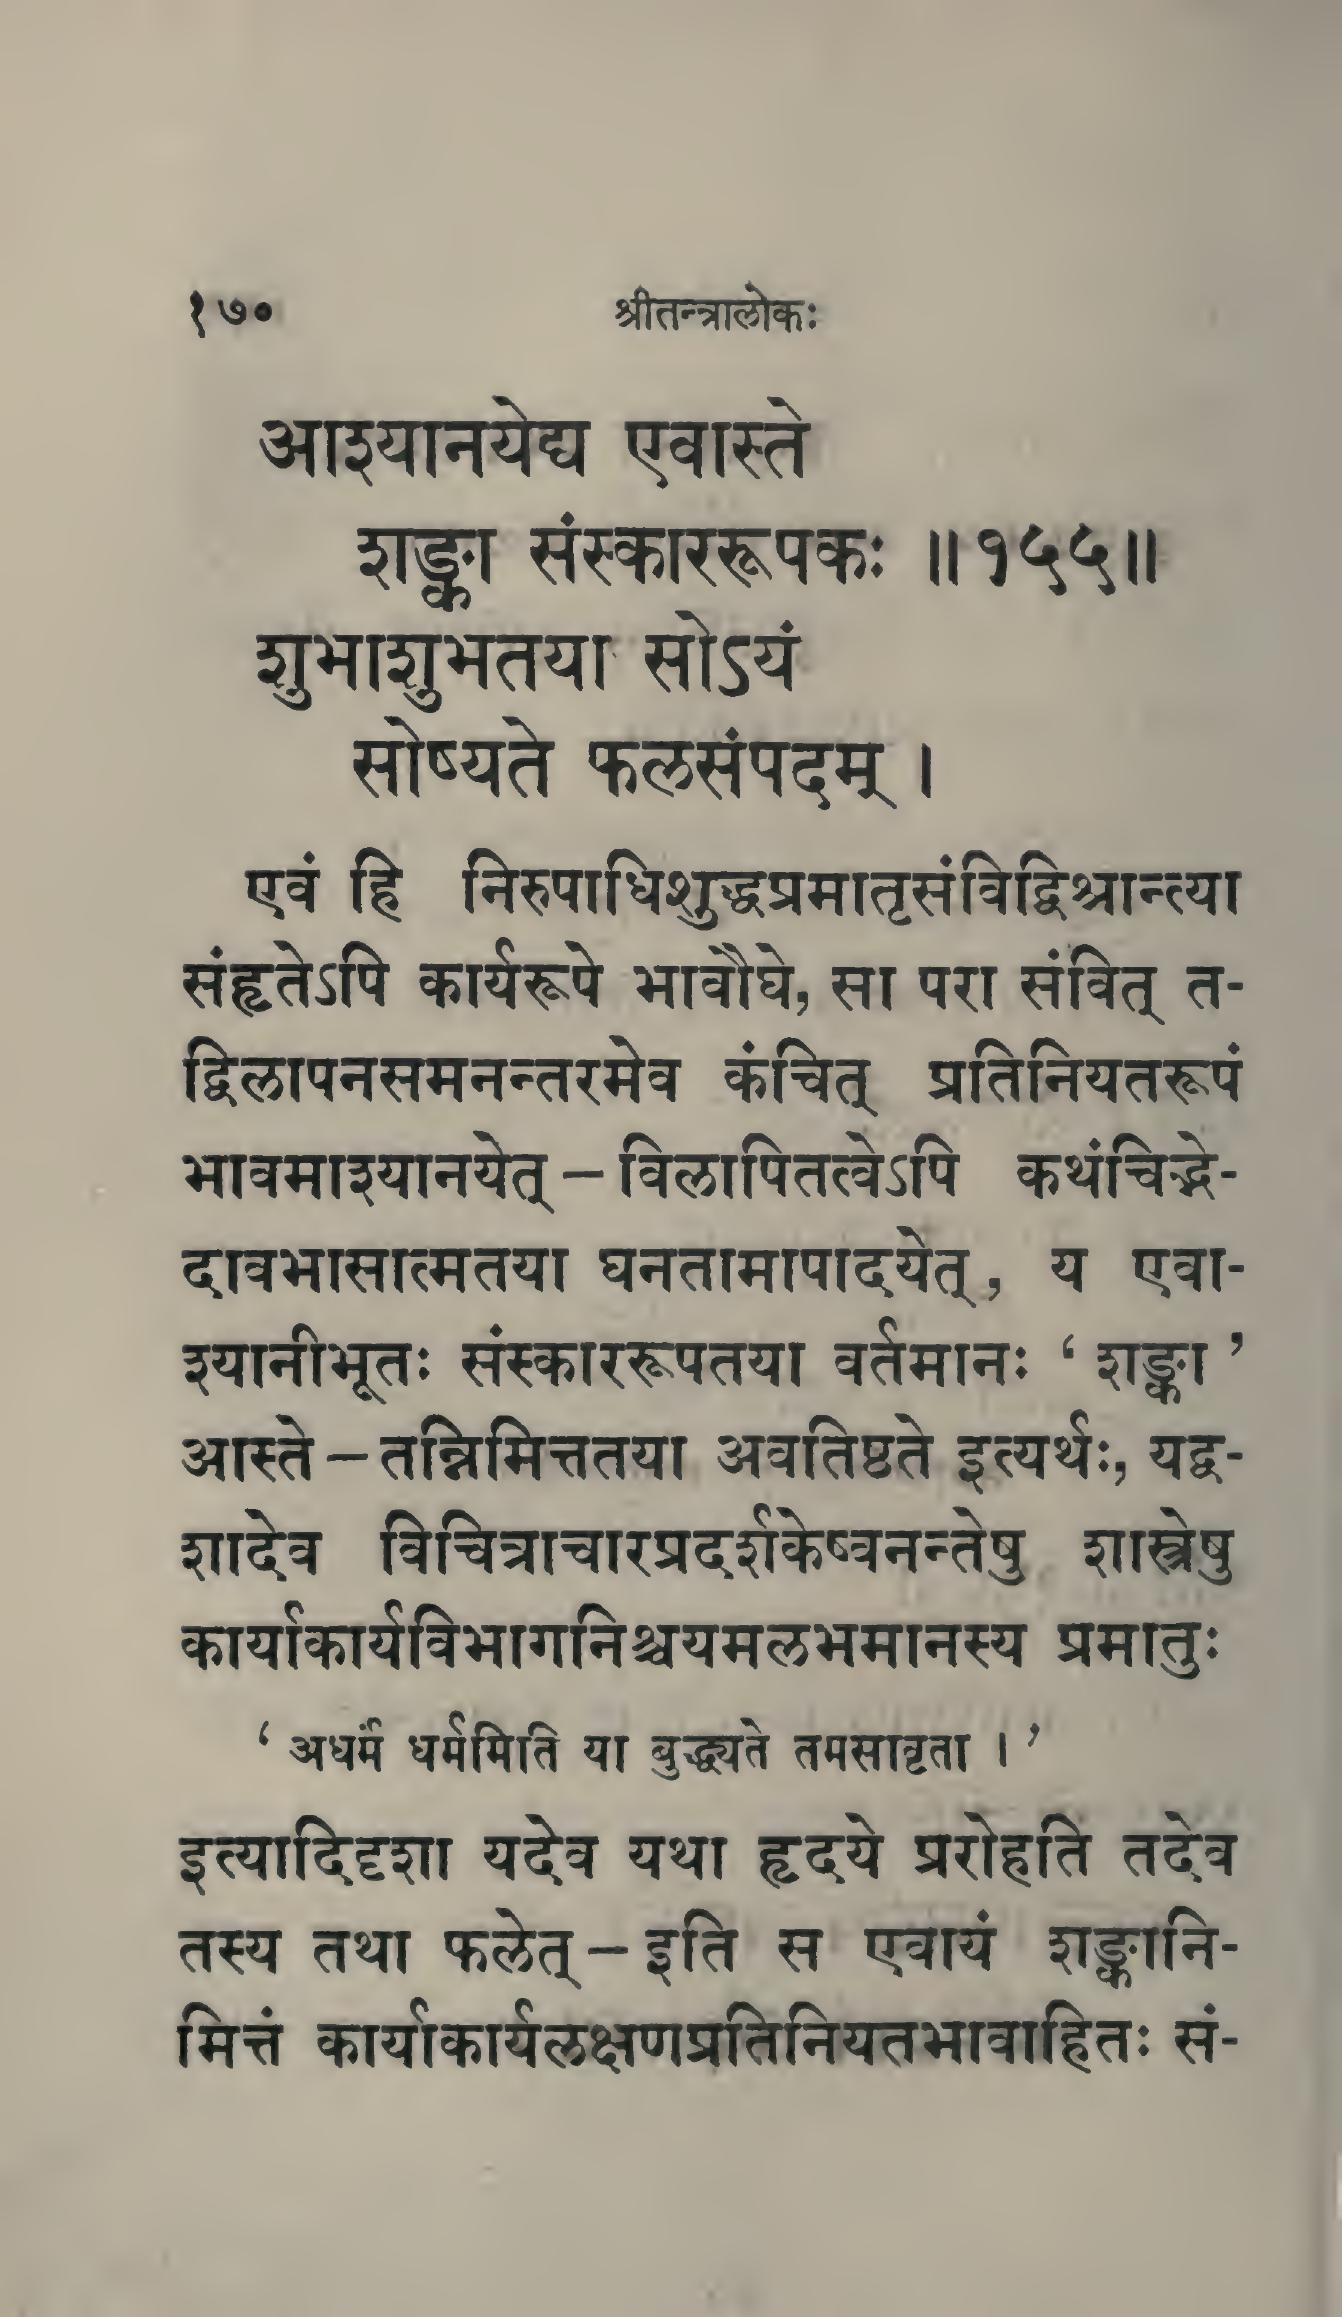 १७० श्रीतन्त्रालोकः
आश्यानयेद्य एवास्ते
शङ्का संस्काररूपकः ॥१५५॥
शुभाशुभतया सोऽयं
सोष्यते फलसंपदम् ।
एवं हि निरुपाधिशुद्धप्रमातृसंविद्विश्रान्त्या
संहृतेऽपि कार्यरूपे भावौघे, सा परा संवित् त-
द्विलापनसमनन्तरमेव कंचित् प्रतिनियतरूपं
भावमाश्यानयेत् – विलापितत्वेऽपि कथंचिद्भे-
दावभासात्मतया घनतामापादयेत्, य एवा-
श्यानीभूतः संस्काररूपतया वर्तमानः ‘ शङ्का ’
आस्ते – तन्निमित्ततया अवतिष्ठते इत्यर्थः, यद्व-
शादेव विचित्राचारप्रदर्शकेष्वनन्तेषु शास्त्रेषु
कार्याकार्यविभागनिश्चयमलभमानस्य प्रमातुः
‘ अधर्मं धर्ममिति या बुद्ध्यते तमसावृता । ’
इत्यादिदृशा यदेव यथा हृदये प्ररोहति तदेव
तस्य तथा फलेत् – इति स एवायं शङ्कानि-
मित्तं कार्याकार्यलक्षणप्रतिनियतभावाहितः सं-